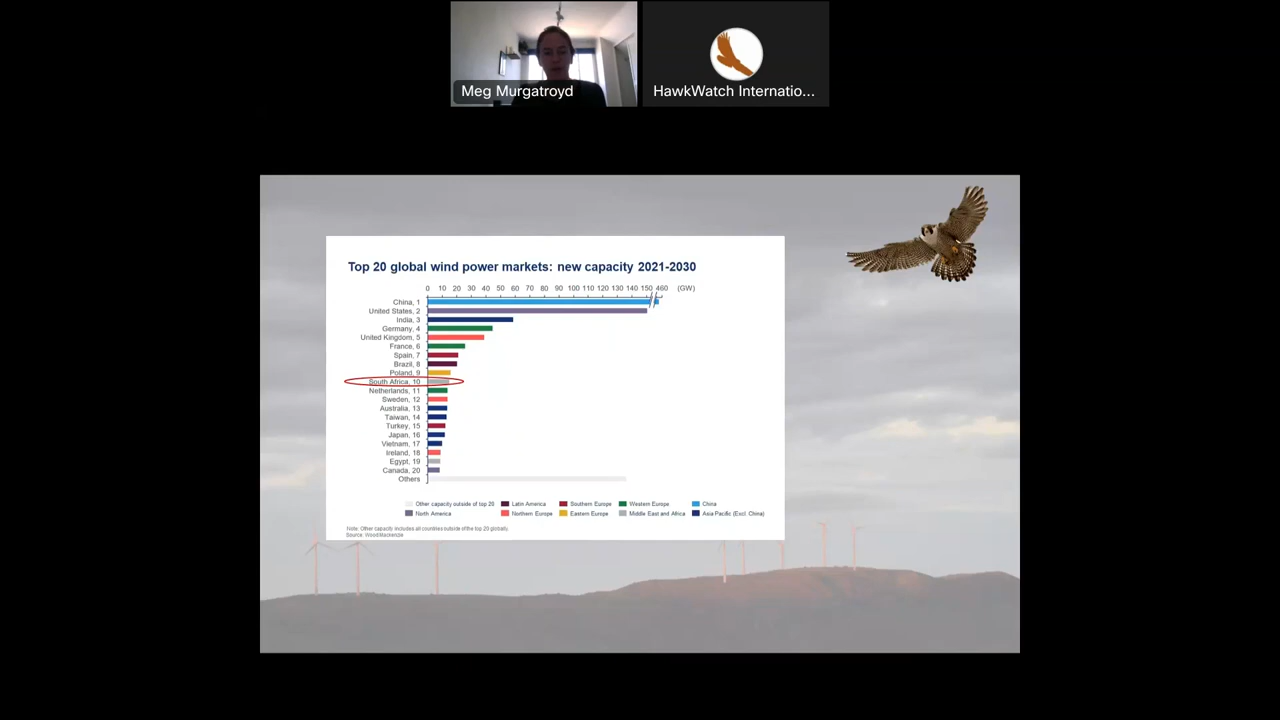 Meg Murgatroyd
HawkWatch Internatio...
Top 20 global wind power markets: new capacity 2021-2030
0 10 20 30 40 50 60 70 80 90 100 110 120 130 140 150 460 (GW)
China, 1
United States, 2
India, 3
Germany, 4
United Kingdom, 5
France, 6
Spain, 7
Brazil, 8
Poland, 9
South Africa, 10
Netherlands, 11
Sweden, 12
Australia, 13
Taiwan, 14
Turkey, 15
Japan, 16
Vietnam, 17
Ireland, 18
Egypt, 19
Canada, 20
Others
Other capacity outside of top 20 Latin America Southern Europe Western Europe China
North America Northern Europe Eastern Europe Middle East and Africa Asia Pacific (Excl. China)
Note: Other capacity includes all countries outside of the top 20 globally.
Source: Wood Mackenzie